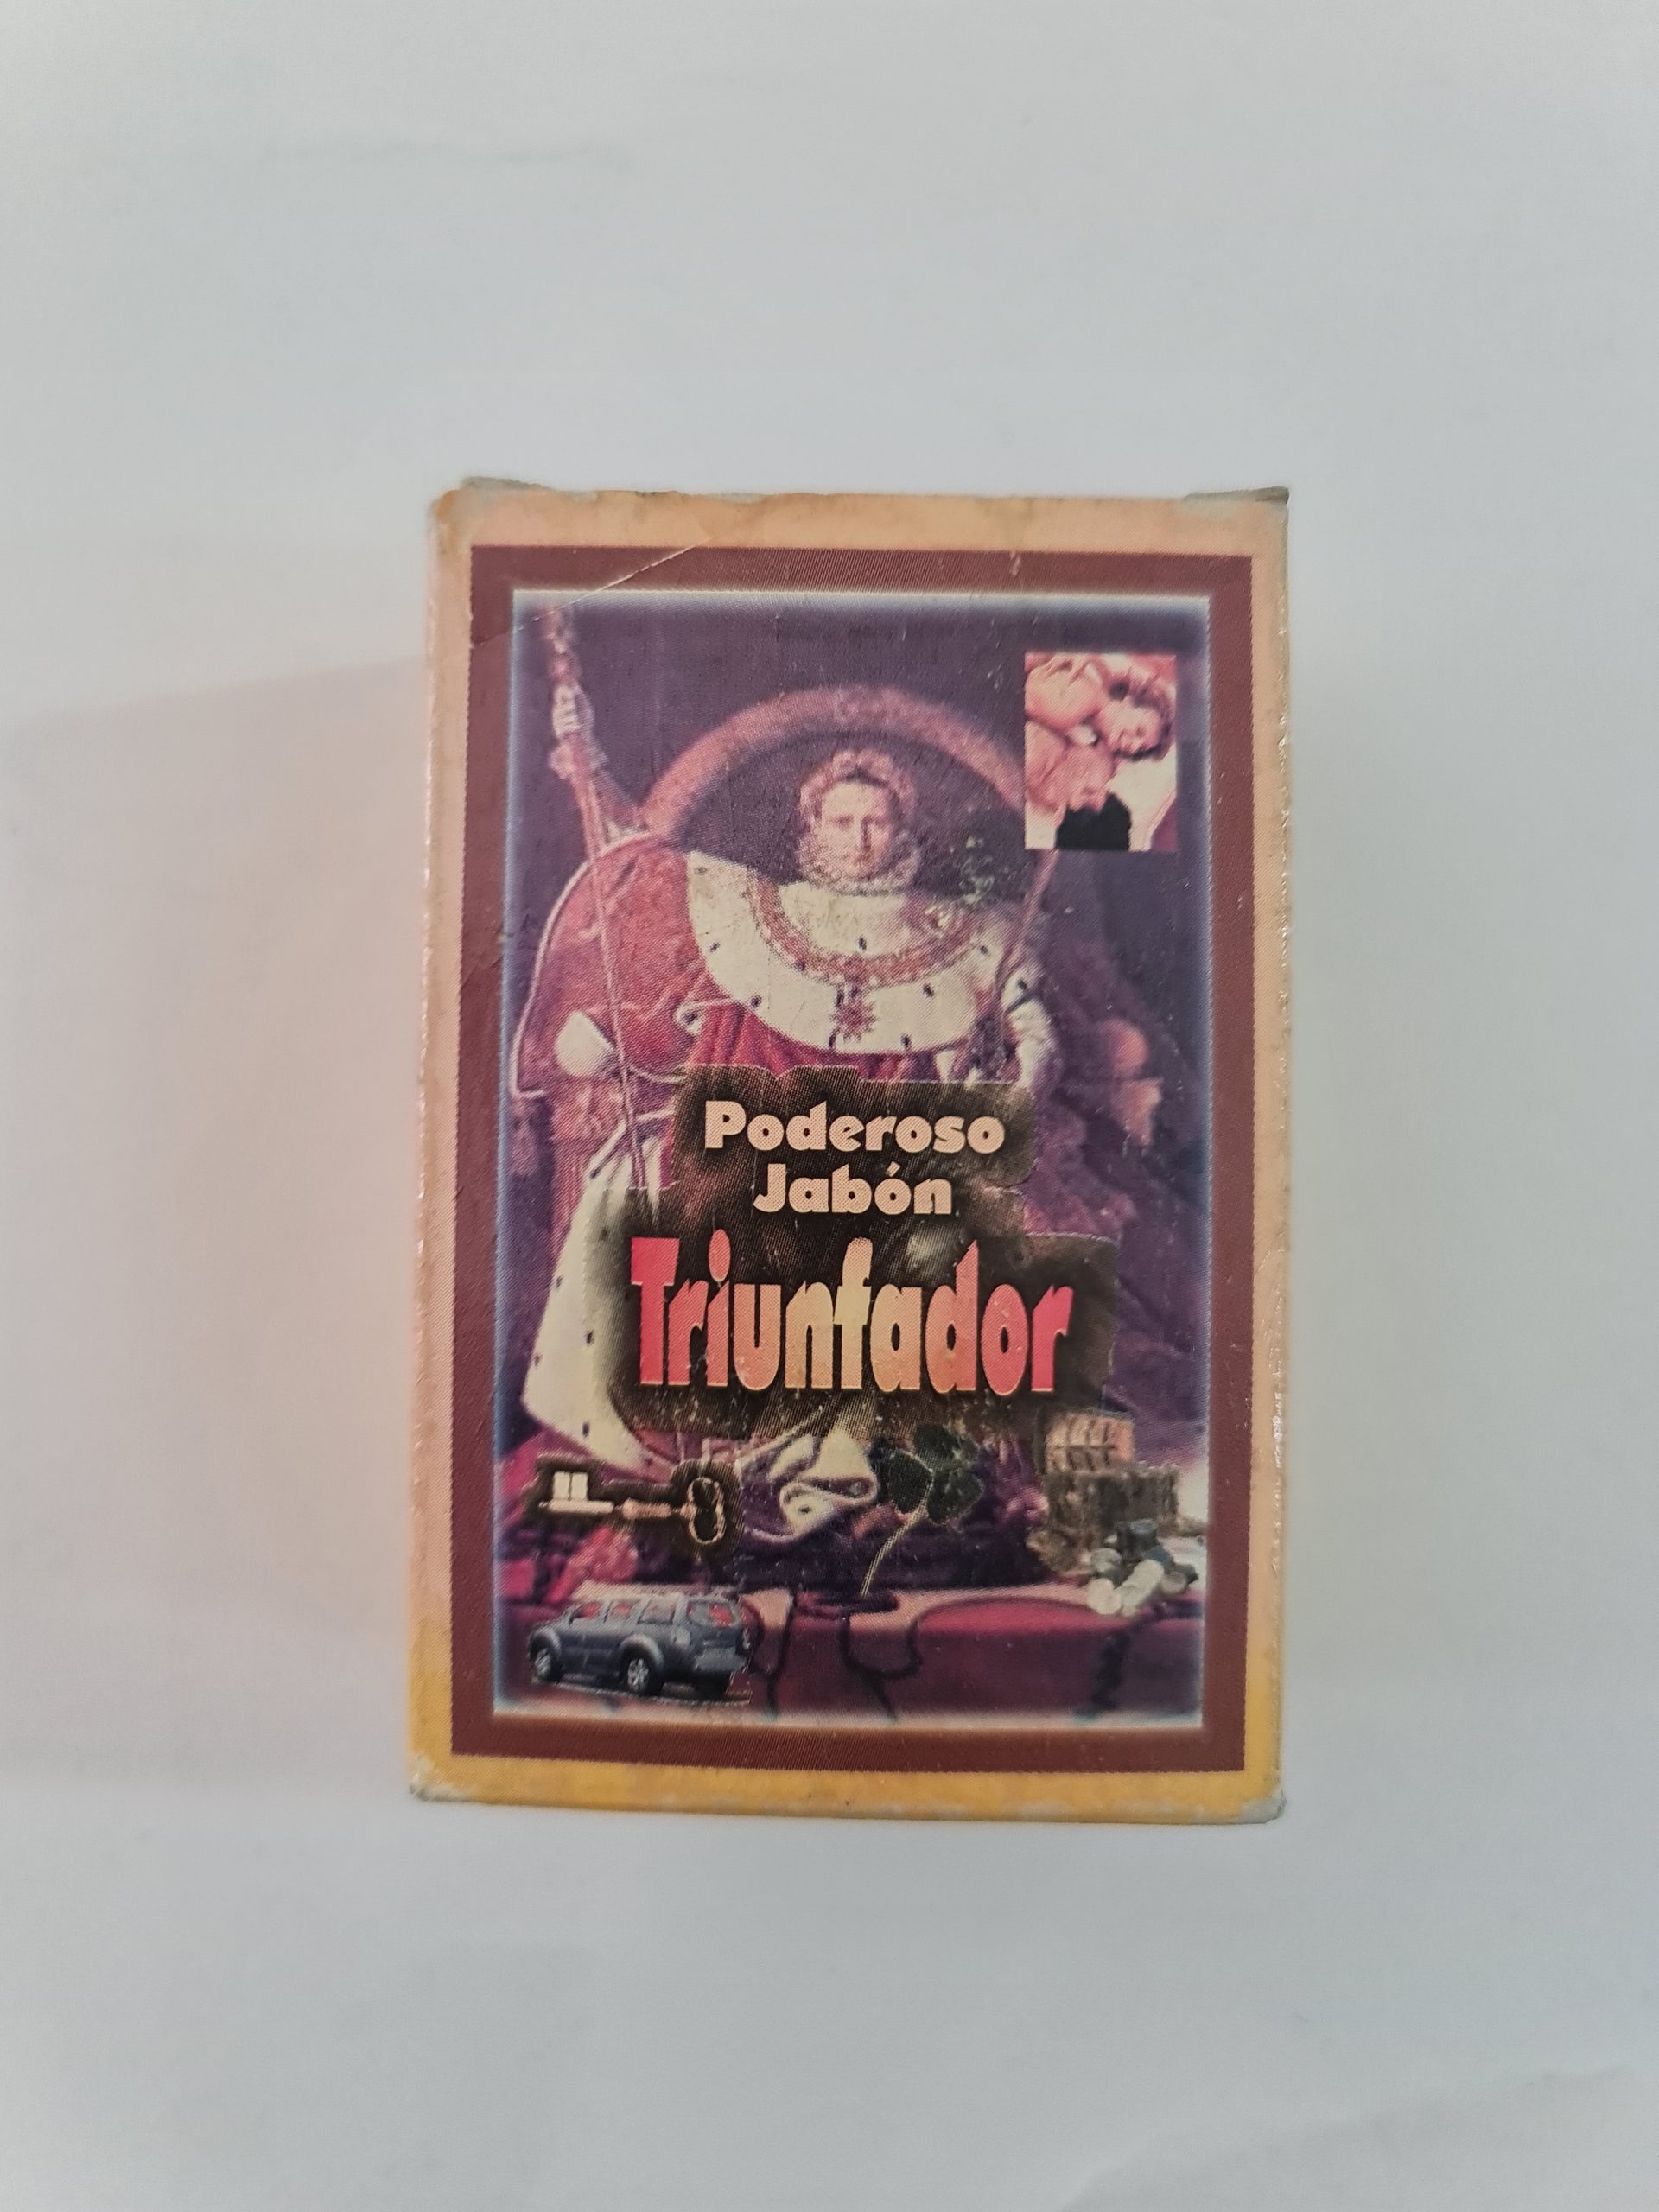 Poderoso
Jabón
Triunfador